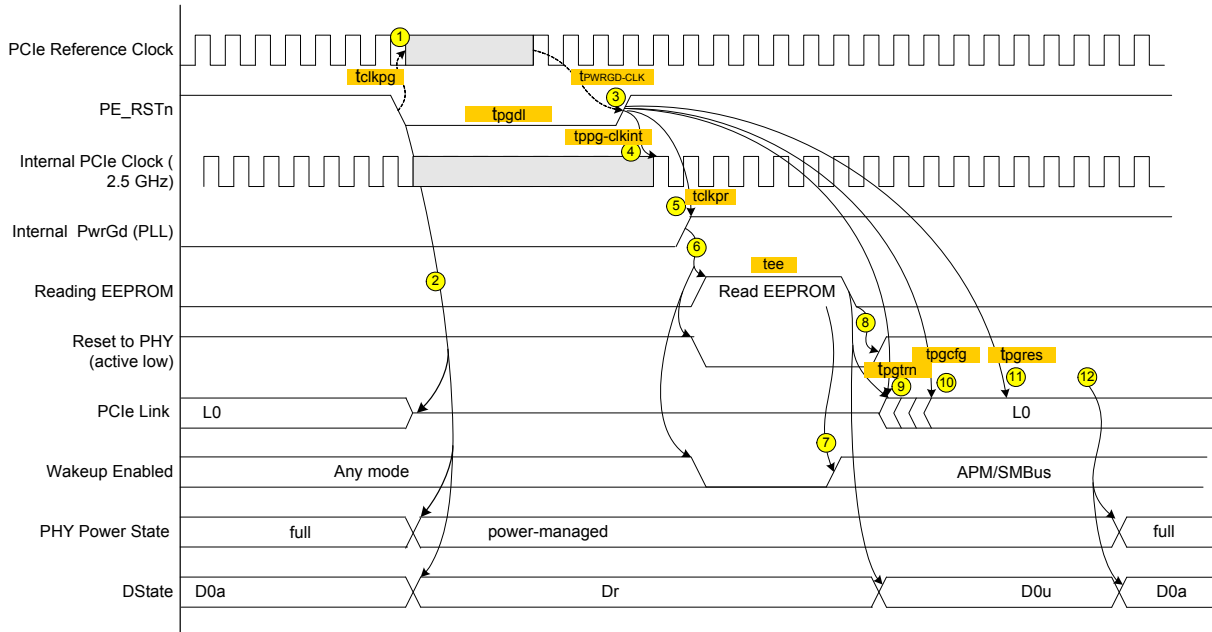 PCIe Reference Clock
1
tclkpg
tPWRGD-CLK
PE_RSTn
3
tpgdl
tppg-clkint
4
Internal PCIe Clock (
2.5 GHz)
tclkpr
5
Internal PwrGd (PLL)
6
2
tee
Reading EEPROM
Read EEPROM
8
Reset to PHY
(active low)
tpgcfg
tpgres
tpgtrn
9
10
11
12
PCIe Link
L0
L0
7
Wakeup Enabled
Any mode
APM/SMBus
PHY Power State
full
power-managed
full
DState
D0a
Dr
D0u
D0a